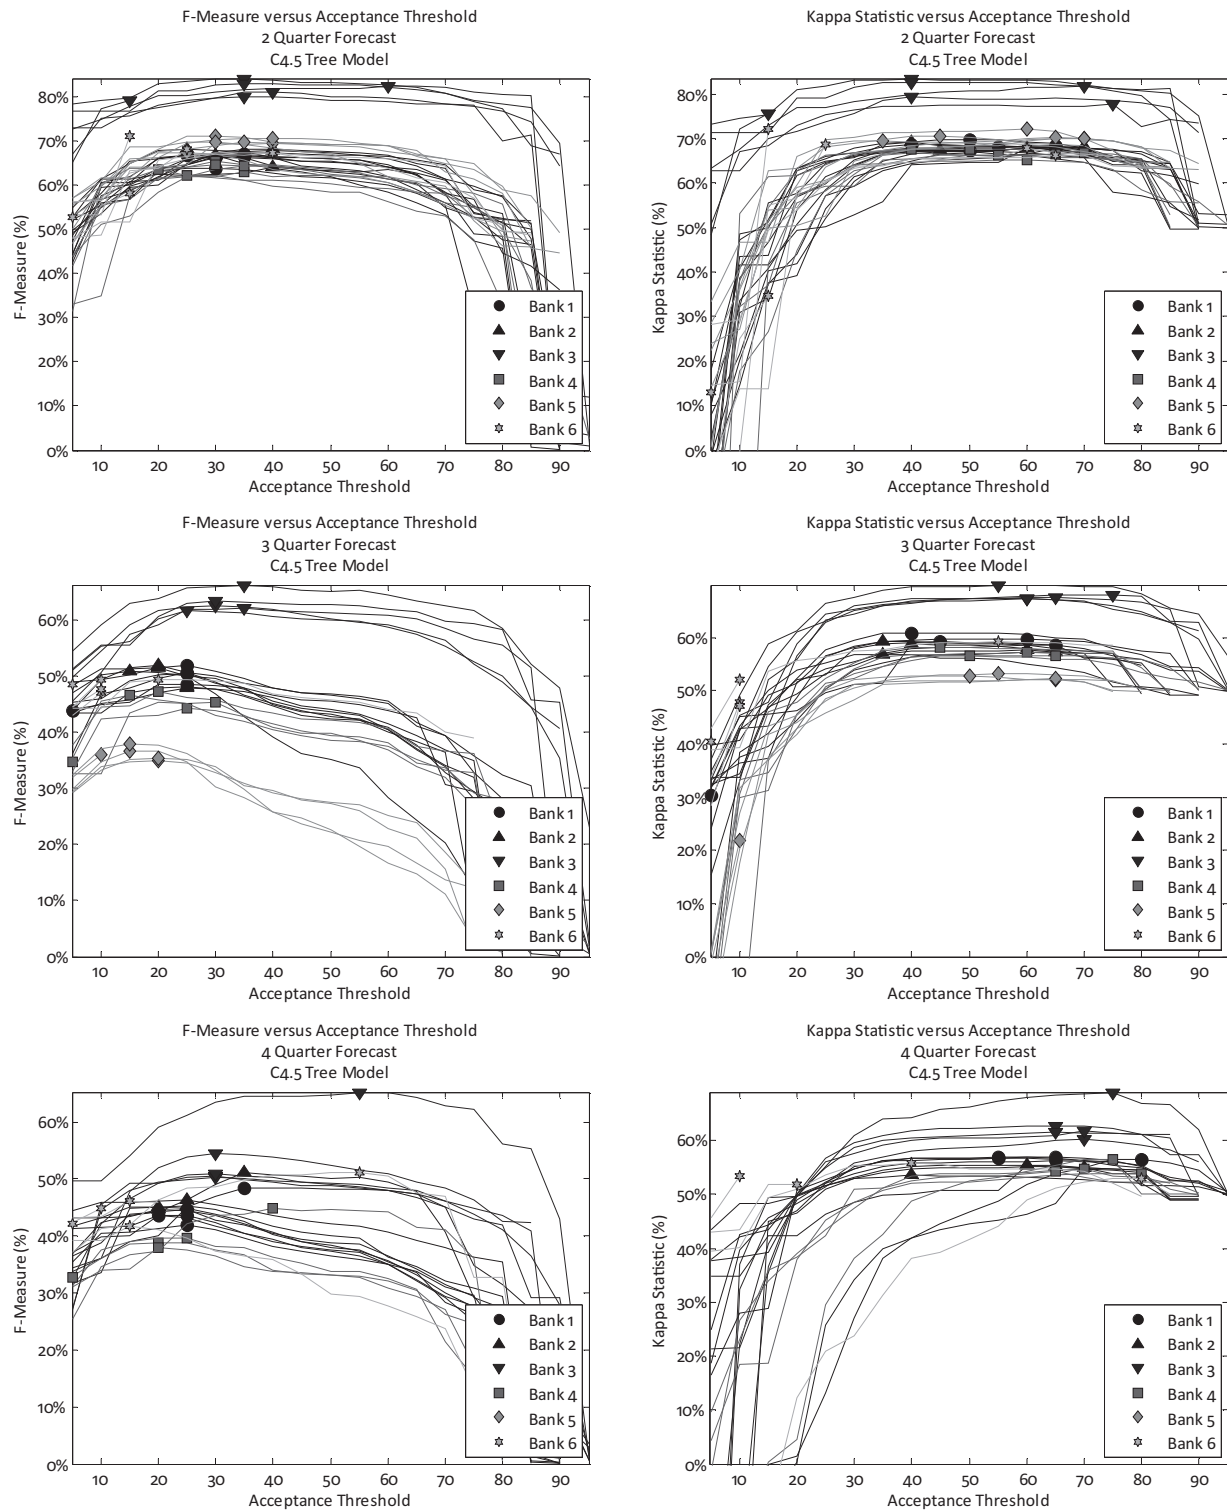 F-Measure versus Acceptance Threshold
2 Quarter Forecast
C4.5 Tree Model
80%
70%
60%
50%
40%
30%
20%
10%
0%
F-Measure (%)
10 20 30 40 50 60 70 80 90
Acceptance Threshold
Bank 1
Bank 2
Bank 3
Bank 4
Bank 5
Bank 6
Kappa Statistic versus Acceptance Threshold
2 Quarter Forecast
C4.5 Tree Model
80%
70%
60%
50%
40%
30%
20%
10%
0%
Kappa Statistic (%)
10 20 30 40 50 60 70 80 90
Acceptance Threshold
Bank 1
Bank 2
Bank 3
Bank 4
Bank 5
Bank 6
F-Measure versus Acceptance Threshold
3 Quarter Forecast
C4.5 Tree Model
60%
50%
40%
30%
20%
10%
0%
F-Measure (%)
10 20 30 40 50 60 70 80 90
Acceptance Threshold
Bank 1
Bank 2
Bank 3
Bank 4
Bank 5
Bank 6
Kappa Statistic versus Acceptance Threshold
3 Quarter Forecast
C4.5 Tree Model
60%
50%
40%
30%
20%
10%
0%
Kappa Statistic (%)
10 20 30 40 50 60 70 80 90
Acceptance Threshold
Bank 1
Bank 2
Bank 3
Bank 4
Bank 5
Bank 6
F-Measure versus Acceptance Threshold
4 Quarter Forecast
C4.5 Tree Model
60%
50%
40%
30%
20%
10%
0%
F-Measure (%)
10 20 30 40 50 60 70 80 90
Acceptance Threshold
Bank 1
Bank 2
Bank 3
Bank 4
Bank 5
Bank 6
Kappa Statistic versus Acceptance Threshold
4 Quarter Forecast
C4.5 Tree Model
60%
50%
40%
30%
20%
10%
0%
Kappa Statistic (%)
10 20 30 40 50 60 70 80 90
Acceptance Threshold
Bank 1
Bank 2
Bank 3
Bank 4
Bank 5
Bank 6